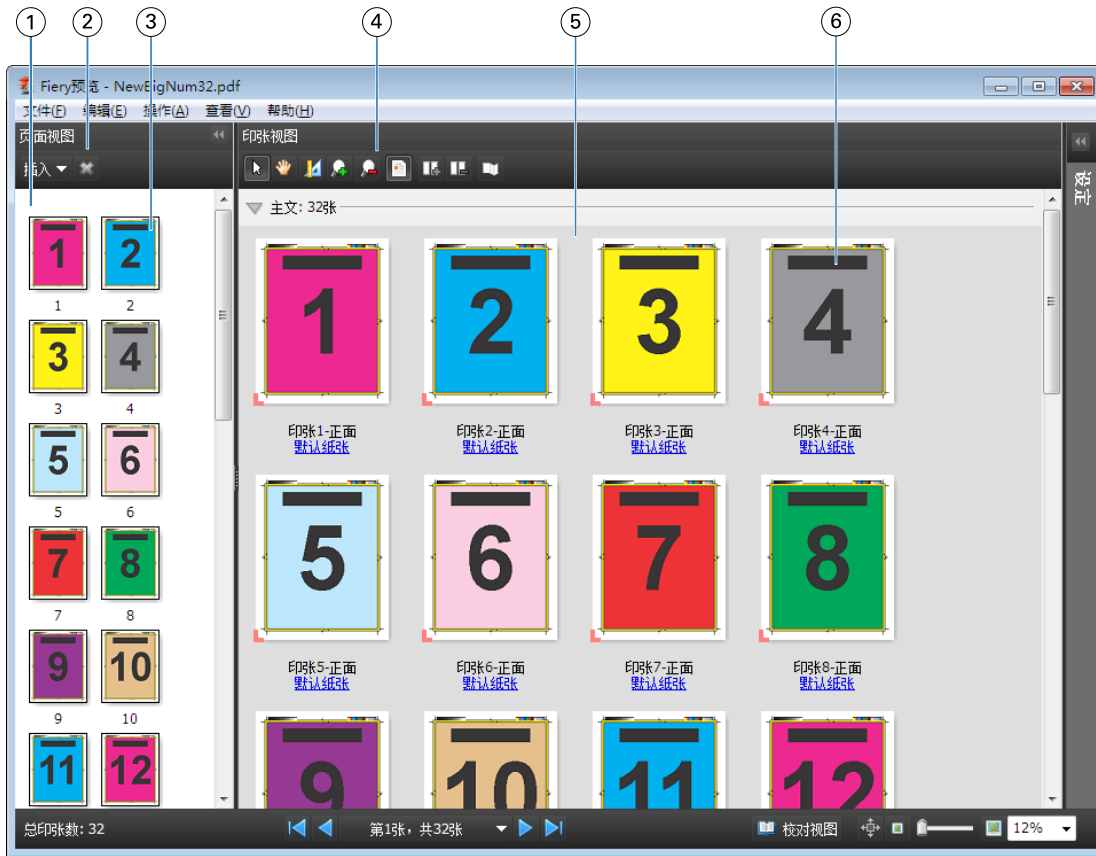 1 2 3 4 5 6
Fiery预览 - NewBigNum32.pdf
文件(F) 编辑(E) 操作(A) 查看(V) 帮助(H)
页面视图
印张视图
插入
设定
主文: 32张
1 2
1 2
3 4
3 4
5 6
5 6
7 8
7 8
9 10
9 10
11 12
1 2 3 4
印张1-正面 印张2-正面 印张3-正面 印张4-正面
默认纸张 默认纸张 默认纸张 默认纸张
5 6 7 8
印张5-正面 印张6-正面 印张7-正面 印张8-正面
默认纸张 默认纸张 默认纸张 默认纸张
9 10 11 12
总印张数: 32
第1张，共32张
校对视图
12%